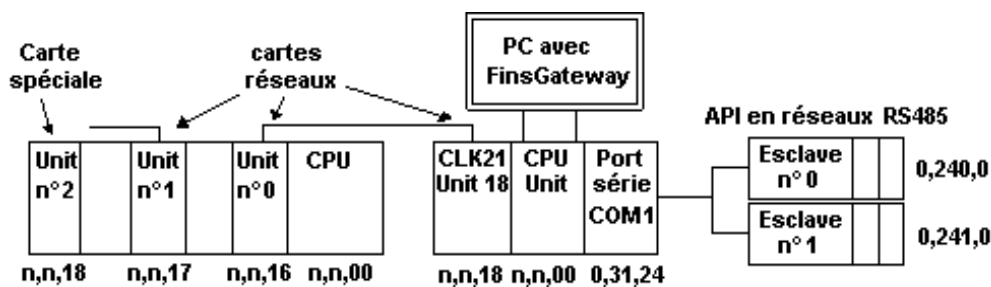 PC avec
FinsGateway
Carte
spéciale
cartes
réseaux
API en réseaux RS485
Unit
n°2
Unit
n°1
Unit
n°0
CPU
CLK21
Unit 18
CPU
Unit
Port
série
COM1
Esclave
n°0
0,240,0
Esclave
n°1
0,241,0
n,n,18
n,n,17
n,n,16
n,n,00
n,n,18
n,n,00
0,31,24